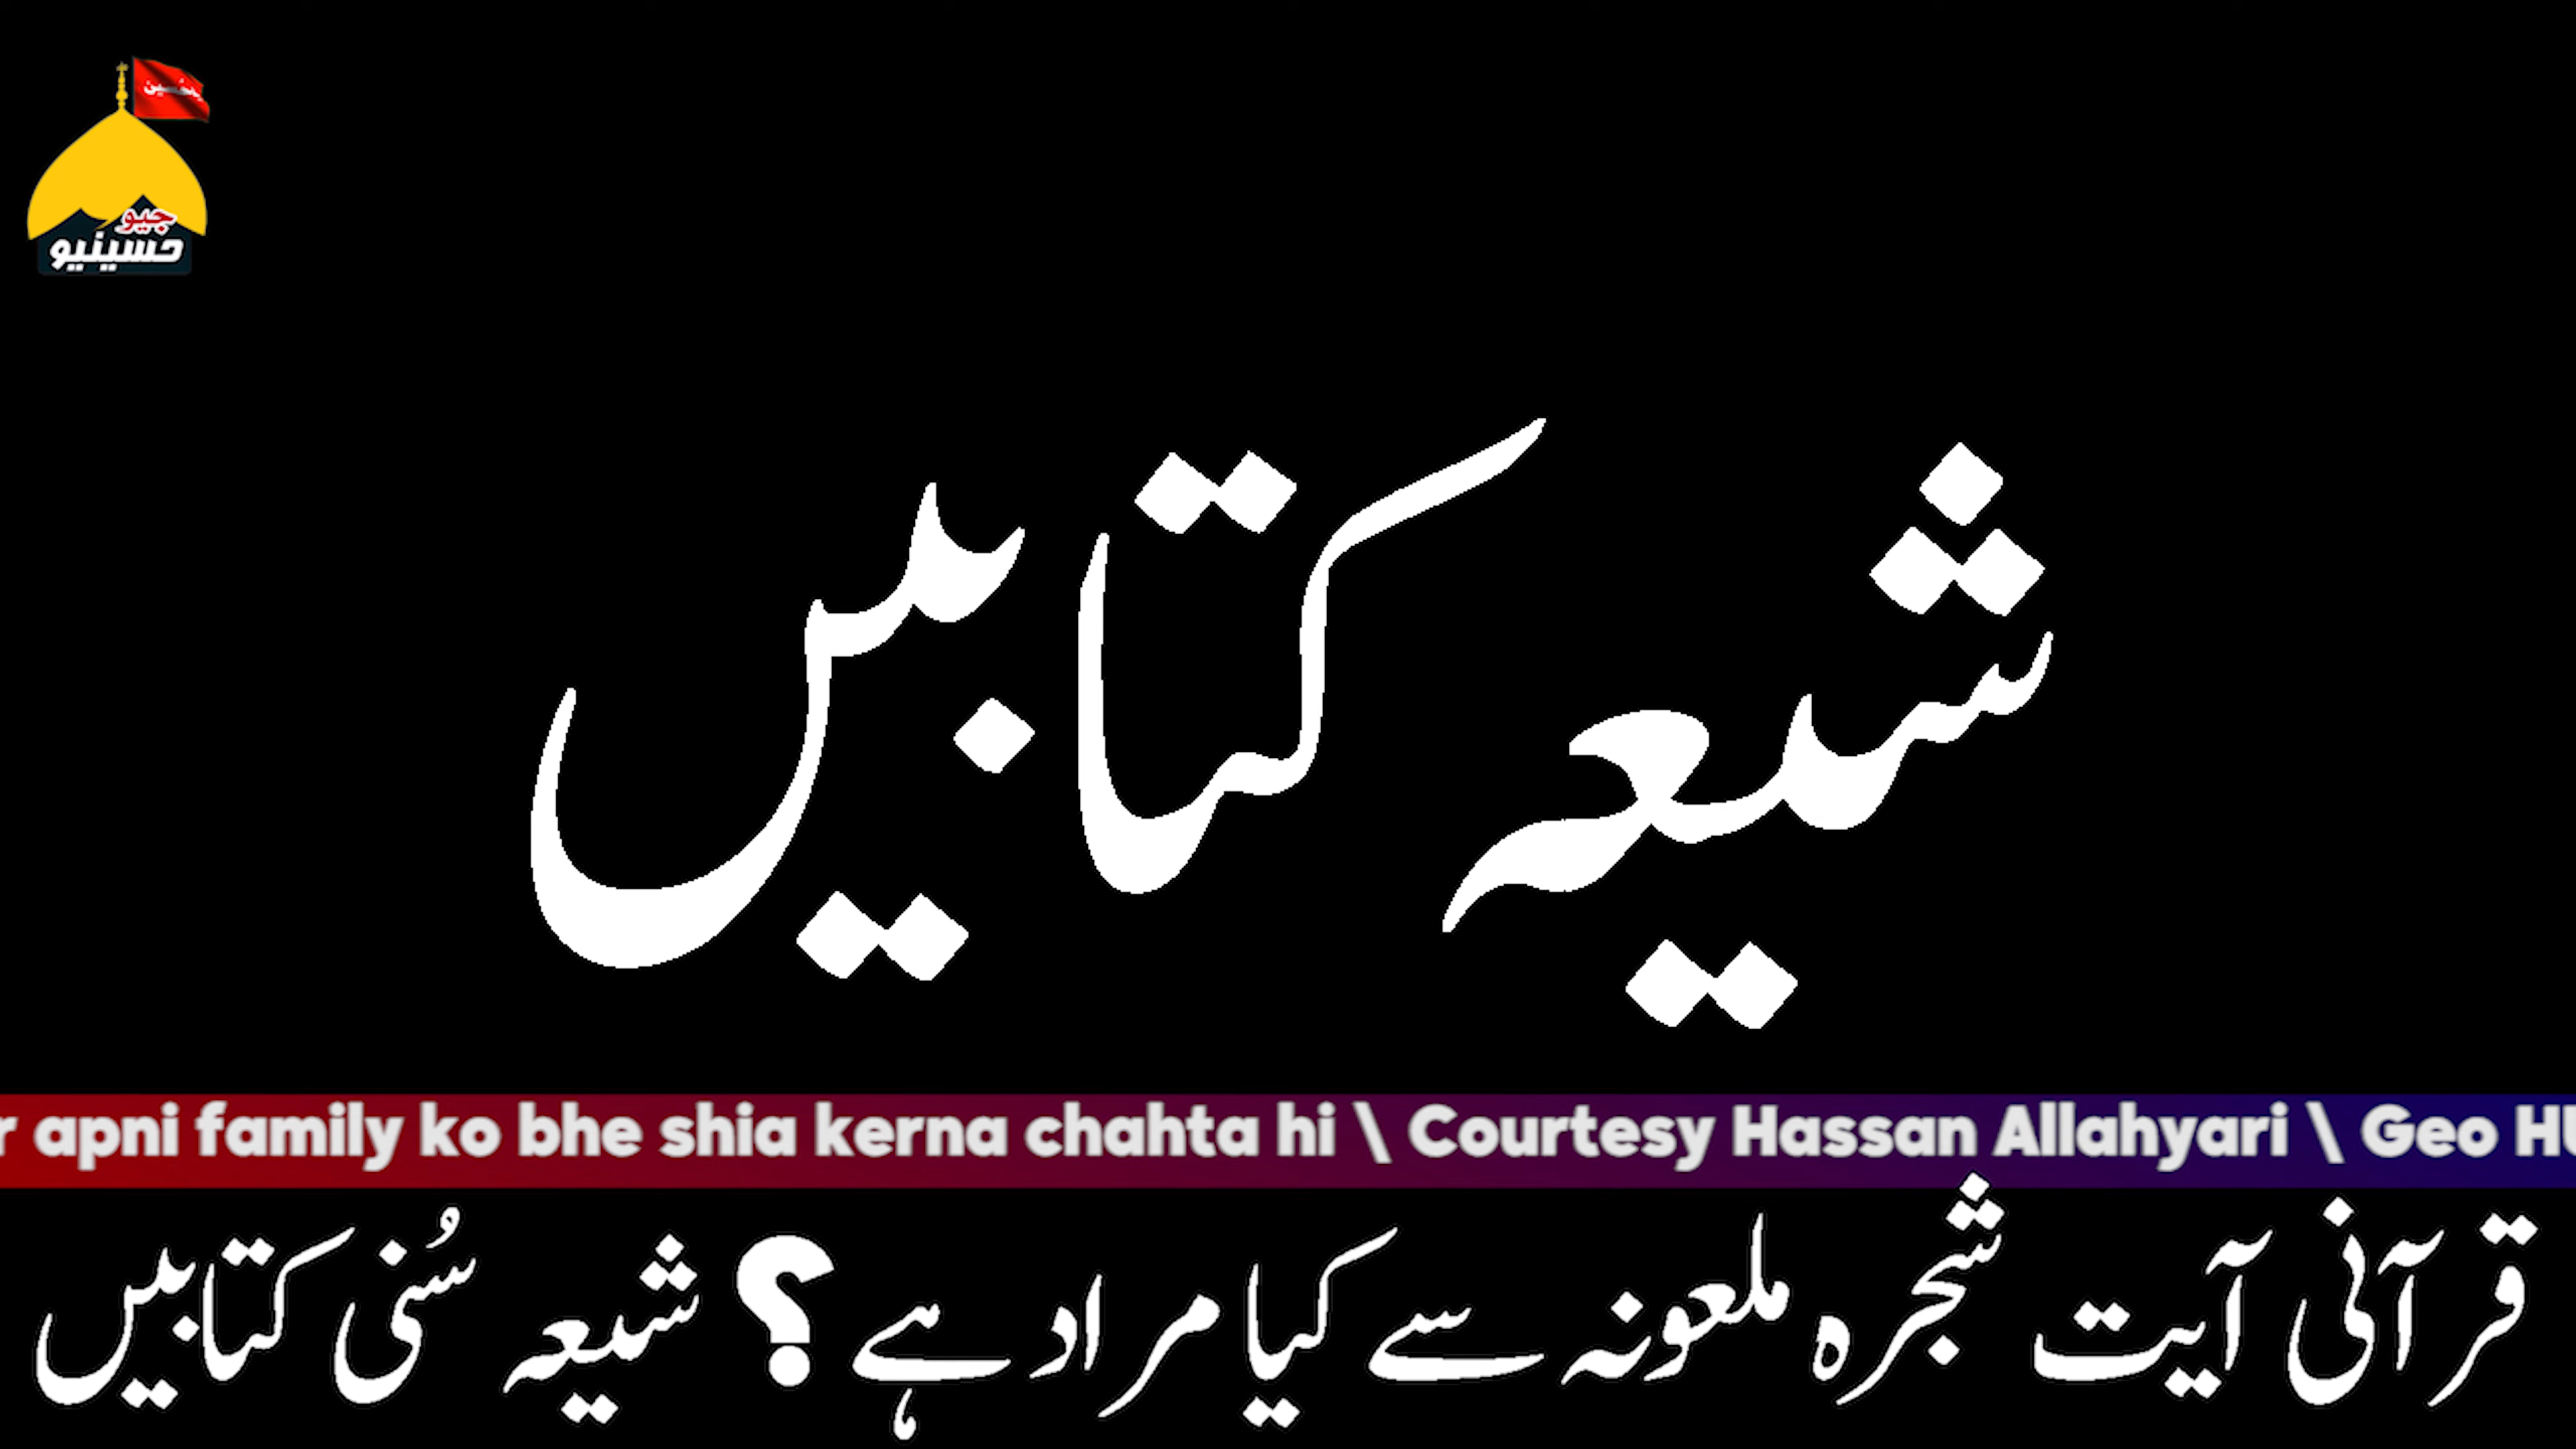 جیو
حسینیو
شیعہ کتابیں
r apni family ko bhe shia kerna chahta hi \ Courtesy Hassan Allahyari \ Geo HU
قرآنی آیت شجرہ ملعونہ سے کیا مراد ہے ؟ شیعہ سُنی کتابیں